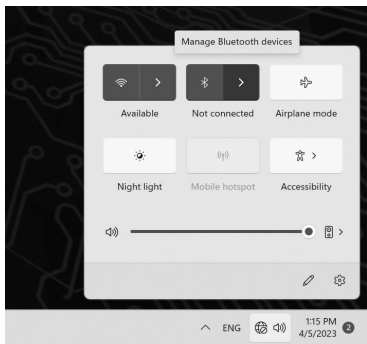 Manage Bluetooth devices
Available Not connected Airplane mode
Night light Mobile hotspot Accessibility
ENG 1:15 PM
4/5/2023 2